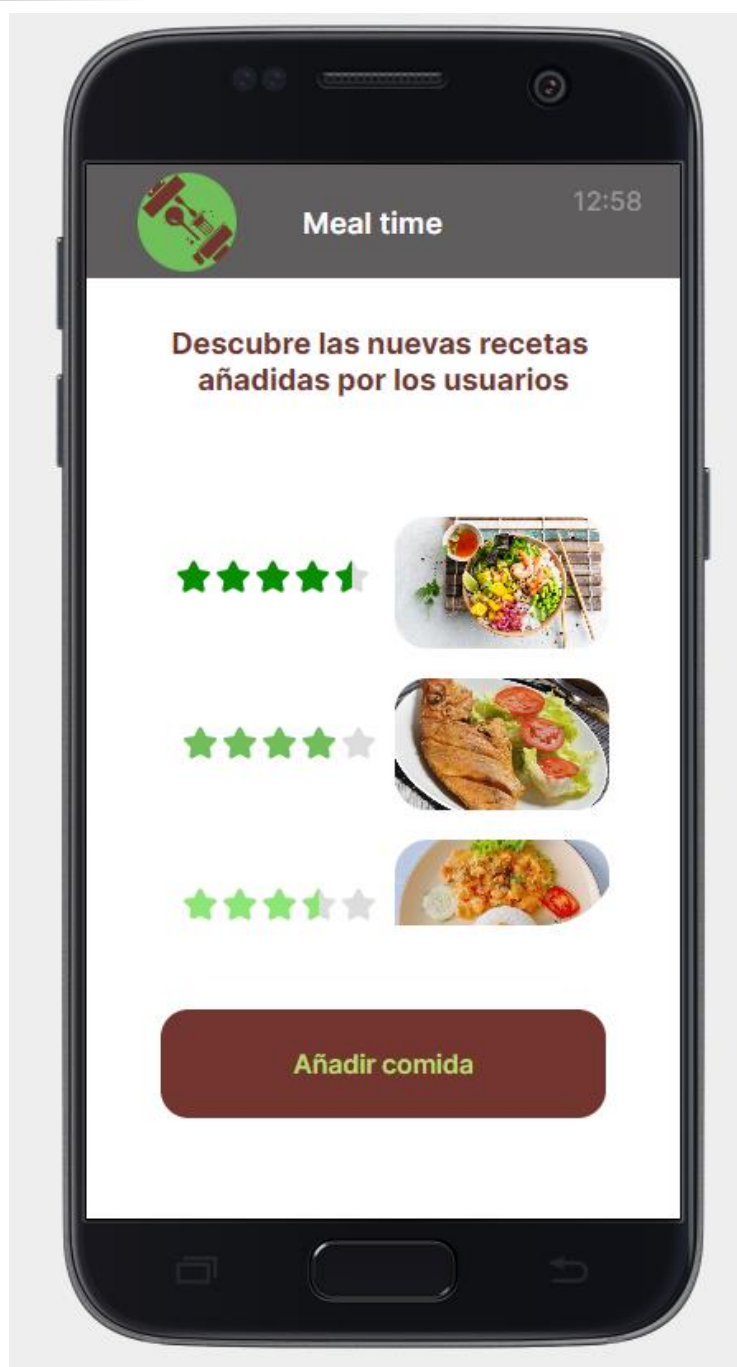 Meal time
12:58
Descubre las nuevas recetas
añadidas por los usuarios
Añadir comida